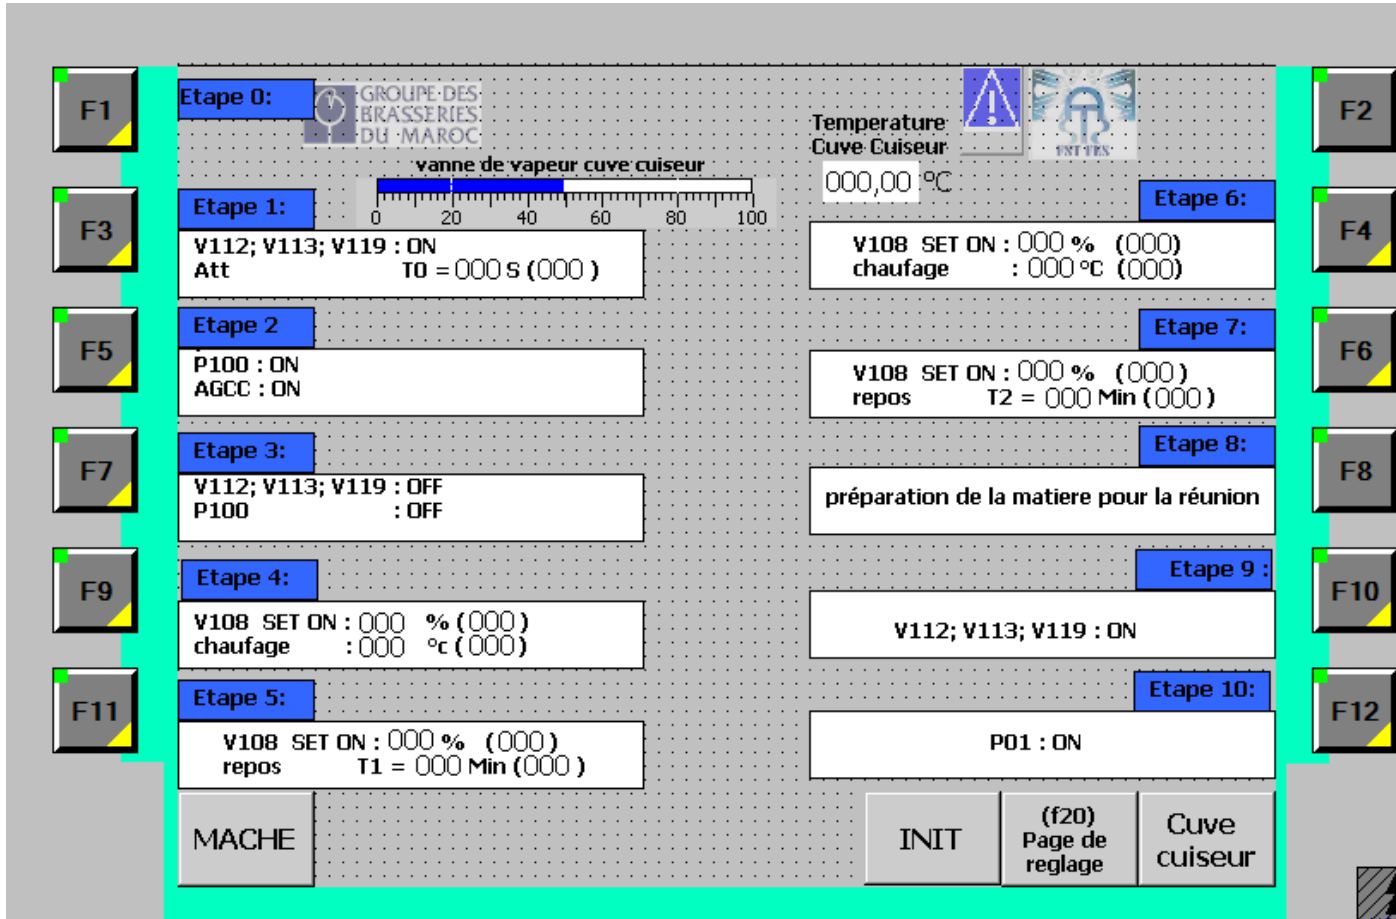 F1
Etape 0:
GROUPE DES
BRASSERIES
DU MAROC
Temperature
Cuve Cuiseur
000,00 °C
FST FES
F2
vanne de vapeur cuve cuiseur
0 20 40 60 80 100
F3
Etape 1:
V112; V113; V119 : ON
Att T0 = 000 S (000 )
Etape 6:
V108 SET ON : 000 % (000)
chaufage : 000 °C (000)
F4
F5
Etape 2
P100 : ON
AGCC : ON
Etape 7:
V108 SET ON : 000 % (000 )
repos T2 = 000 Min (000 )
F6
F7
Etape 3:
V112; V113; V119 : OFF
P100 : OFF
Etape 8:
préparation de la matiere pour la réunion
F8
F9
Etape 4:
V108 SET ON : 000 % (000 )
chaufage : 000 °c ( 000 )
Etape 9 :
V112; V113; V119 : ON
F10
F11
Etape 5:
V108 SET ON : 000 % (000 )
repos T1 = 000 Min (000 )
Etape 10:
P01 : ON
F12
MACHE
INIT
(f20)
Page de
reglage
Cuve
cuiseur